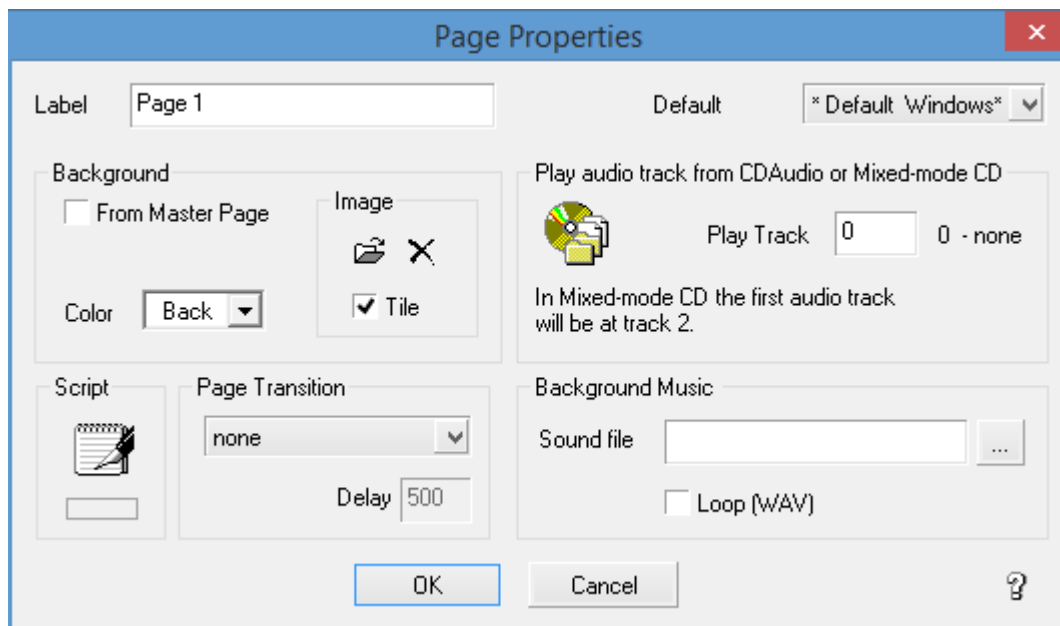 Page Properties
Label Page 1 Default * Default Windows*
Background
From Master Page
Image
Color Back
Tile
Play audio track from CDAudio or Mixed-mode CD
Play Track 0 0 - none
In Mixed-mode CD the first audio track
will be at track 2.
Script
Page Transition
none
Delay 500
Background Music
Sound file ...
Loop (WAV)
OK Cancel ?